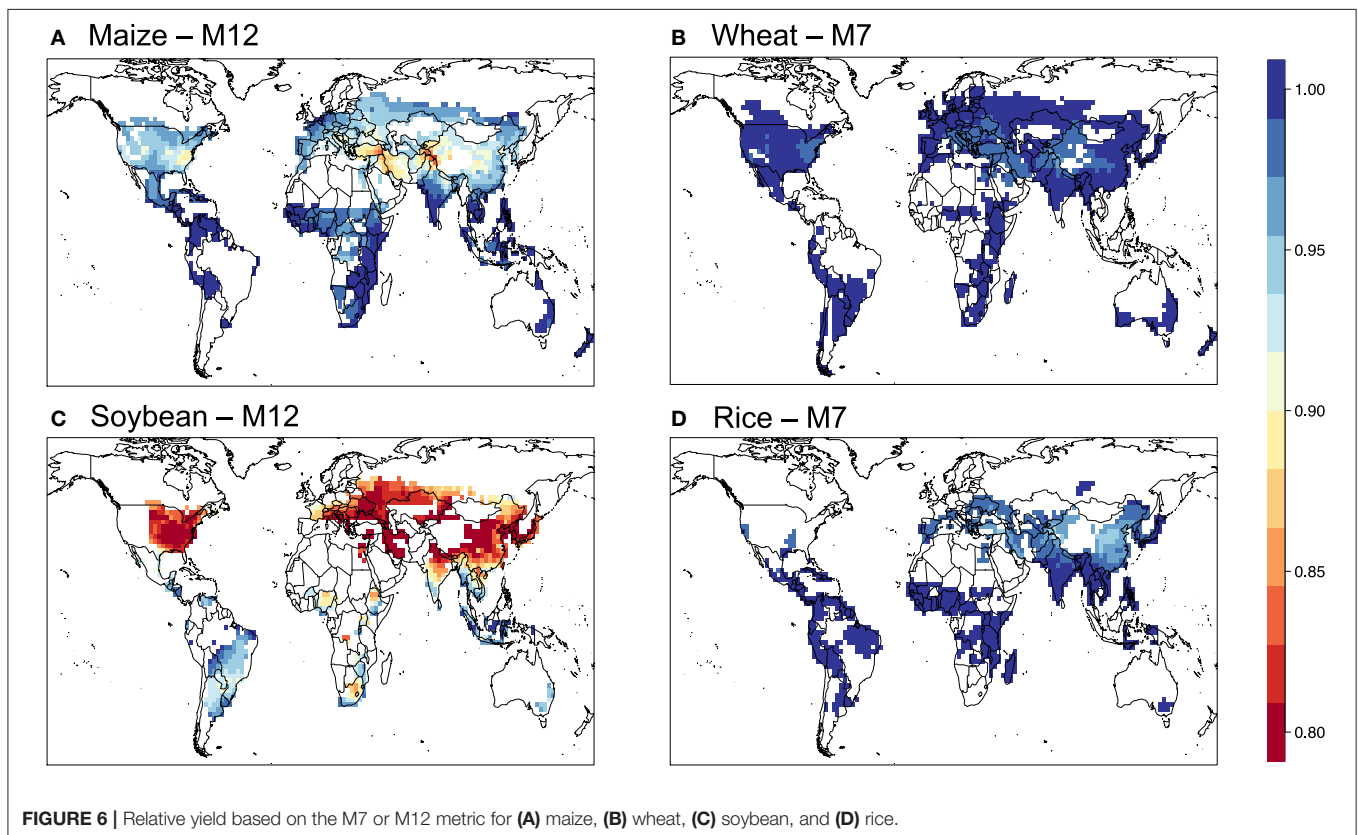 A Maize – M12
B Wheat – M7
C Soybean – M12
D Rice – M7
1.00
0.95
0.90
0.85
0.80
FIGURE 6 | Relative yield based on the M7 or M12 metric for (A) maize, (B) wheat, (C) soybean, and (D) rice.